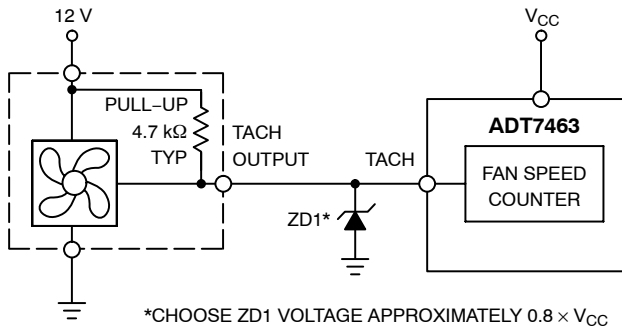 12 V
V_CC
PULL–UP
4.7 kΩ
TYP
TACH
OUTPUT
TACH
ADT7463
FAN SPEED
COUNTER
ZD1*
*CHOOSE ZD1 VOLTAGE APPROXIMATELY 0.8 × V_CC